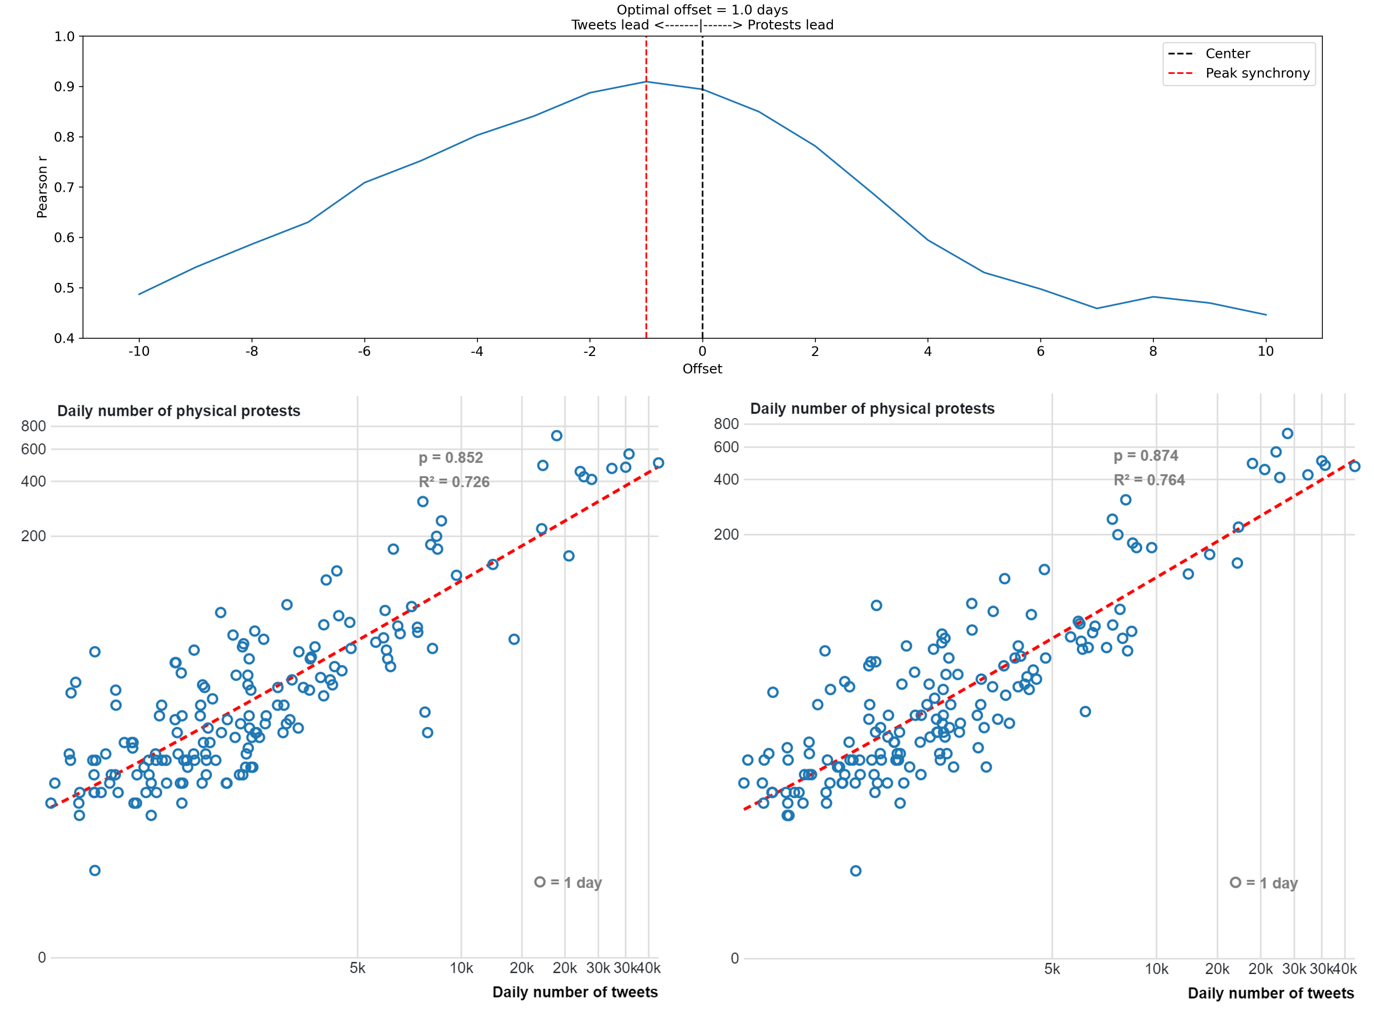 Optimal offset = 1.0 days
Tweets lead <-------|------> Protests lead
1.0
0.9
0.8
0.7
0.6
0.5
0.4
Pearson r
Center
Peak synchrony
-10 -8 -6 -4 -2 0 2 4 6 8 10
Offset
Daily number of physical protests
800
600
400
200
0
p = 0.852
R² = 0.726
= 1 day
5k 10k 20k 20k 30k 30k 40k
Daily number of tweets
Daily number of physical protests
800
600
400
200
0
p = 0.874
R² = 0.764
= 1 day
5k 10k 20k 20k 30k 30k 40k
Daily number of tweets